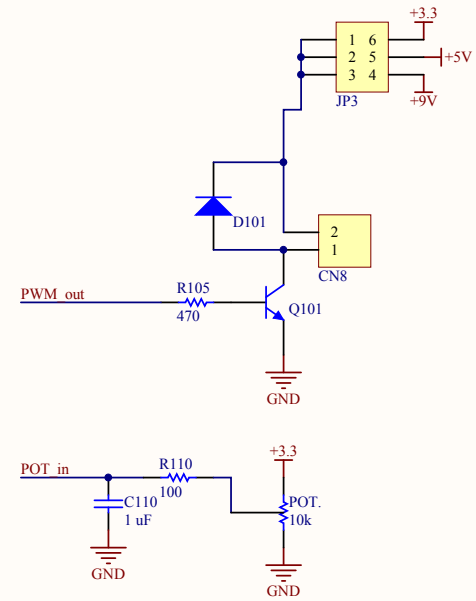 +3.3
1 6
2 5
+5V
3 4
JP3
+9V
D101
2
1
CN8
PWM_out
R105
470
Q101
GND
POT_in
R110
100
+3.3
C110
1 uF
POT.
10k
GND
GND